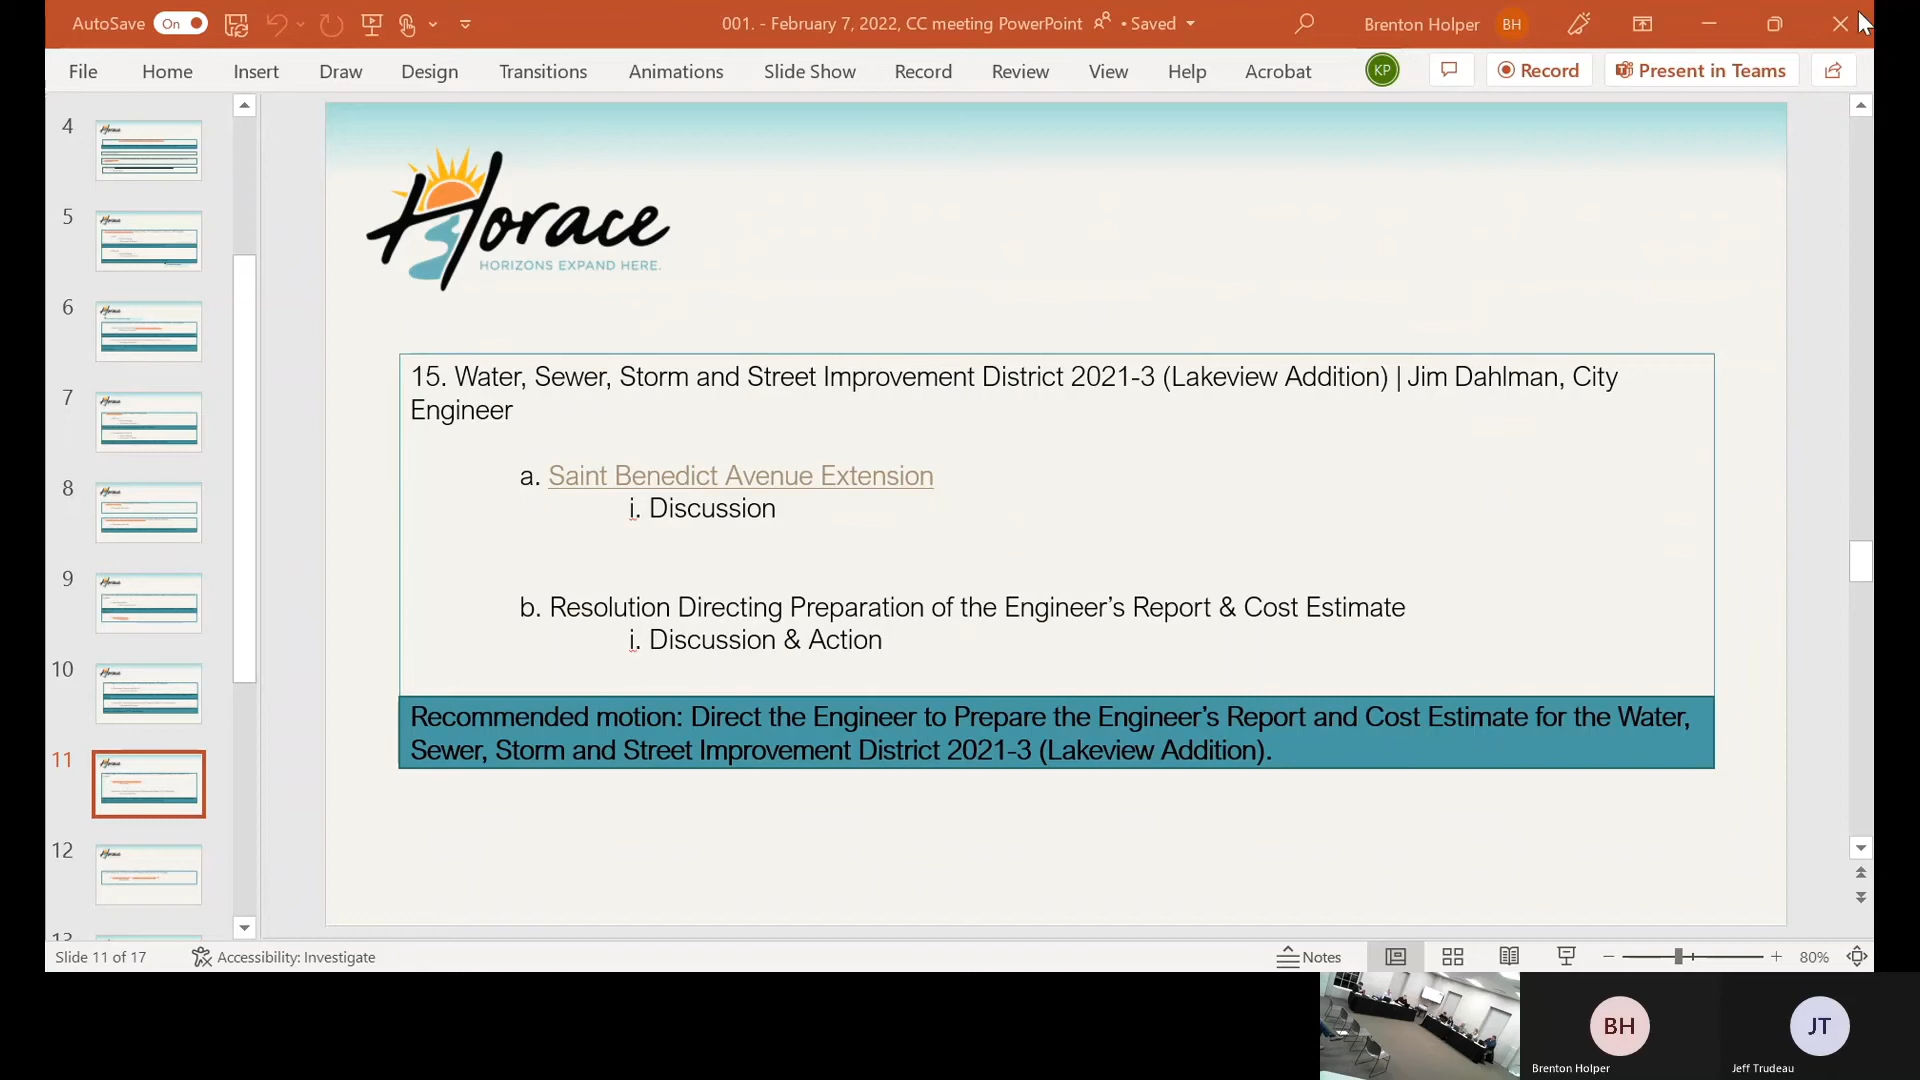 AutoSave On
001. - February 7, 2022, CC meeting PowerPoint • Saved
Brenton Holper BH
File Home Insert Draw Design Transitions Animations Slide Show Record Review View Help Acrobat KP Record Present in Teams
4
5
6
7
8
9
10
11
12
13
Horace
HORIZONS EXPAND HERE.
15. Water, Sewer, Storm and Street Improvement District 2021-3 (Lakeview Addition) | Jim Dahlman, City
Engineer
a. Saint Benedict Avenue Extension
i. Discussion
b. Resolution Directing Preparation of the Engineer’s Report & Cost Estimate
i. Discussion & Action
Recommended motion: Direct the Engineer to Prepare the Engineer’s Report and Cost Estimate for the Water,
Sewer, Storm and Street Improvement District 2021-3 (Lakeview Addition).
Slide 11 of 17 Accessibility: Investigate Notes 80%
BH
Brenton Holper
JT
Jeff Trudeau